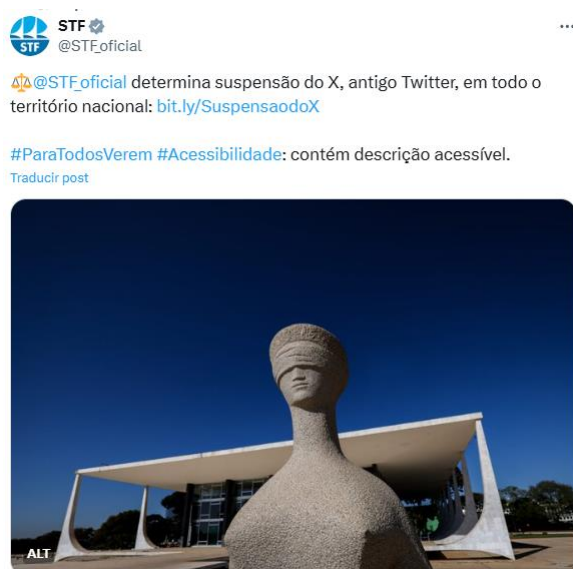 STF
@STF_oficial
STF
⚖️@STF_oficial determina suspensão do X, antigo Twitter, em todo o
território nacional: bit.ly/SuspensaodoX
#ParaTodosVerem #Acessibilidade: contém descrição acessível.
Traducir post
ALT